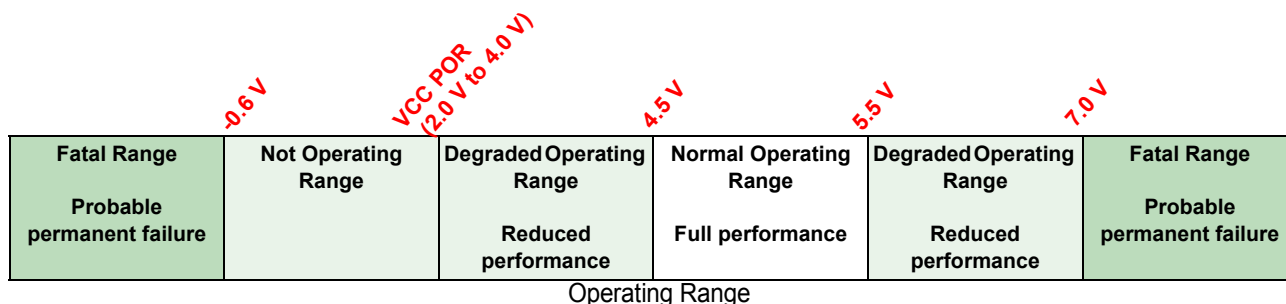 -0.6 V
VCC POR
(2.0 V to 4.0 V)
4.5 V
5.5 V
7.0 V
Fatal Range
Probable
permanent failure
Not Operating
Range
Degraded Operating
Range
Reduced
performance
Normal Operating
Range
Full performance
Degraded Operating
Range
Reduced
performance
Fatal Range
Probable
permanent failure
Operating Range